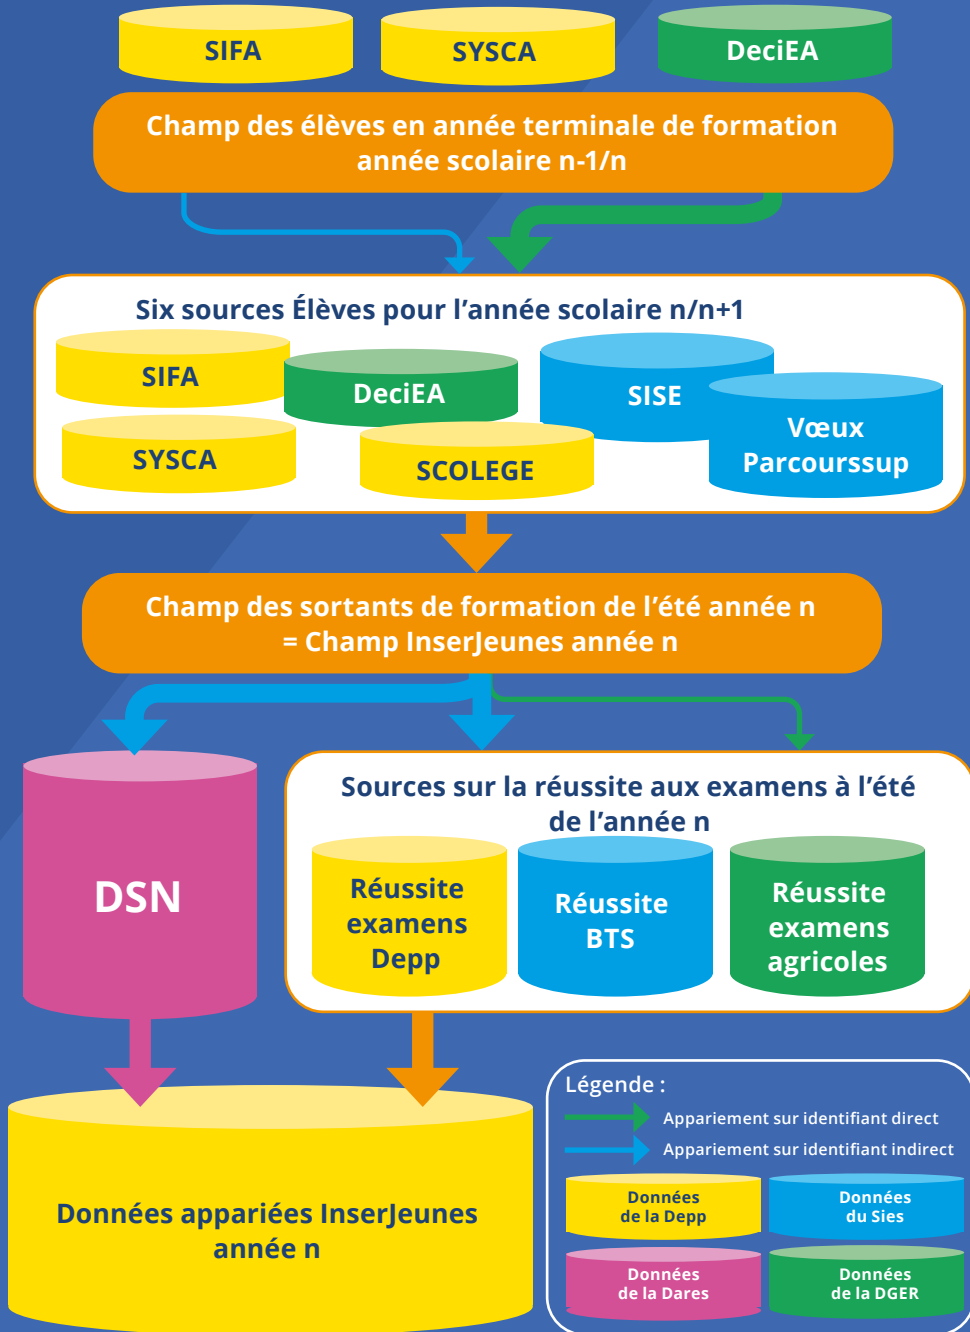 SIFA
SYSCA
DeciEA
Champ des élèves en année terminale de formation
année scolaire n-1/n
Six sources Élèves pour l’année scolaire n/n+1
SIFA
DeciEA
SISE
SYSCA
SCOLEGE
Vœux
Parcourssup
Champ des sortants de formation de l’été année n
= Champ InserJeunes année n
DSN
Sources sur la réussite aux examens à l’été
de l’année n
Réussite
examens
Depp
Réussite
BTS
Réussite
examens
agricoles
Données appariées InserJeunes
année n
Légende :
Appariement sur identifiant direct
Appariement sur identifiant indirect
Données
de la Depp
Données
du Sies
Données
de la Dares
Données
de la DGER